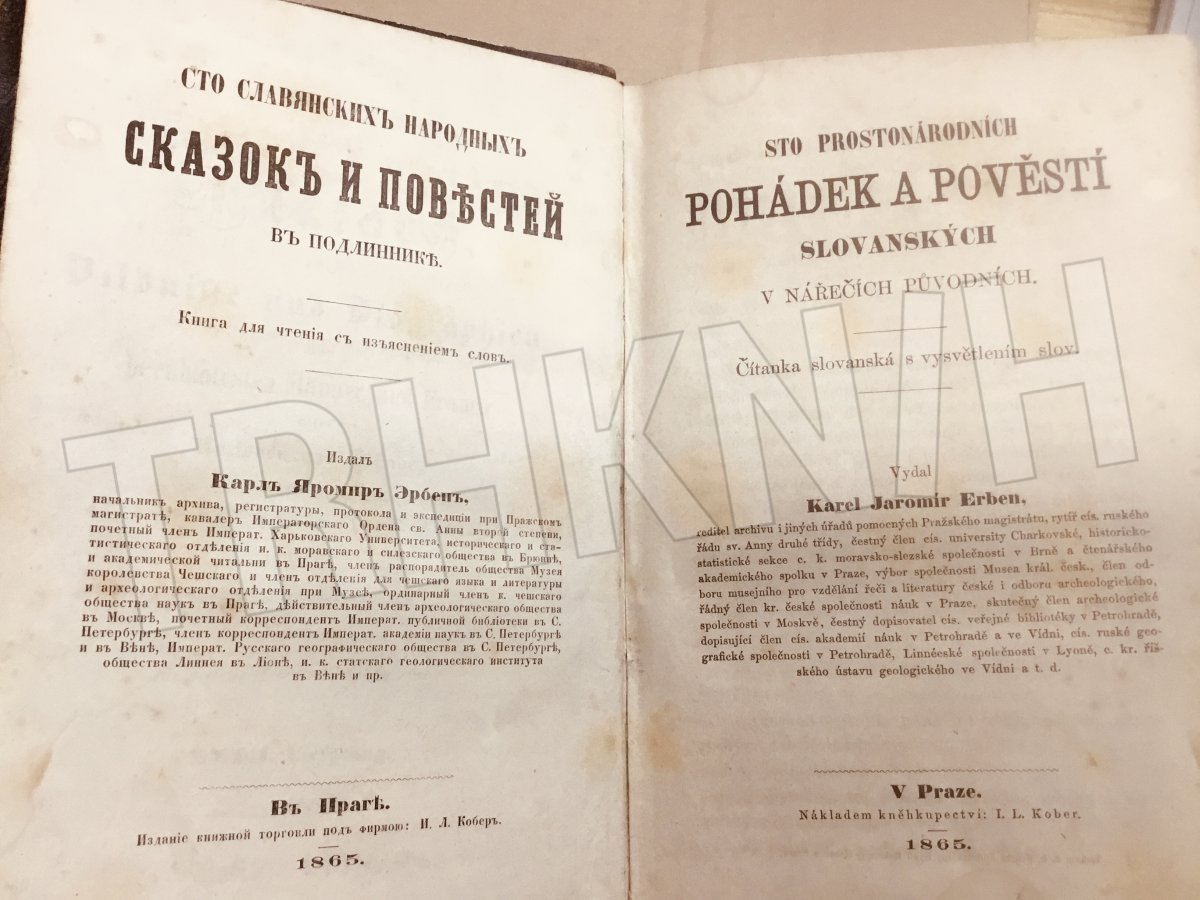 СТО СЛАВЯНСКИХЪ НАРОДНЫХЪ
СКАЗОКЪ И ПОВѢСТЕЙ
ВЪ ПОДЛИННИКѢ.
Книга для чтенія съ изъясненіемъ словъ.
Издалъ
Карлъ Яромиръ Эрбенъ,
начальникъ архива, регистратуры, протокола и экспедиціи при Пражскомъ
магистратѣ, кавалеръ Императорскаго Ордена св. Анны второй степени,
почетный членъ Императ. Харьковскаго Университета, историческаго и ста-
тистическаго отдѣленія и. к. моравскаго и силезскаго общества въ Брюннѣ,
и академической читальни въ Прагѣ, членъ распорядитель общества Музея
королевства Чешскаго и членъ отдѣленія для чешскаго языка и литературы
и археологическаго отдѣленія при Музеѣ, ординарный членъ к. чешскаго
общества наукъ въ Прагѣ, дѣйствительный членъ археологическаго общества
въ Москвѣ, почетный корреспондентъ Императ. публичной библіотеки въ С.
Петербургѣ, членъ корреспондентъ Императ. академіи наукъ въ С. Петербургѣ
и въ Вѣнѣ, Императ. Русскаго географическаго общества въ С. Петербургѣ,
общества Линнея въ Ліонѣ, и. к. статскаго геологическаго института
въ Вѣнѣ и пр.
Въ Прагѣ.
Изданіе книжной торговли подъ фирмою: И. Л. Коберъ.
1865.
STO PROSTONÁRODNÍCH
POHÁDEK A POVĚSTÍ
SLOVANSKÝCH
V NÁŘEČÍCH PŮVODNÍCH.
Čítanka slovanská s vysvětlením slov.
Vydal
Karel Jaromír Erben,
ředitel archivu i jiných úřadů pomocných Pražského magistrátu, rytíř cís. ruského
řádu sv. Anny druhé třídy, čestný člen cís. university Charkovské, historicko-
statistické sekce c. k. moravsko-slezské společnosti v Brně a čtenářského
akademického spolku v Praze, výbor společnosti Musea král. česk., člen od-
boru musejního pro vzdělání řeči a literatury české i odboru archeologického,
řádný člen kr. české společnosti náuk v Praze, skutečný člen archeologické
společnosti v Moskvě, čestný dopisovatel cís. veřejné bibliotéky v Petrohradě,
dopisující člen cís. akademií náuk v Petrohradě a ve Vídni, cís. ruské geo-
grafické společnosti v Petrohradě, Linnéeské společnosti v Lyoně, c. kr. říš-
ského ústavu geologického ve Vídni a t. d.
V Praze.
Nákladem kněhkupectví: I. L. Kober.
1865.
TRHKNIH